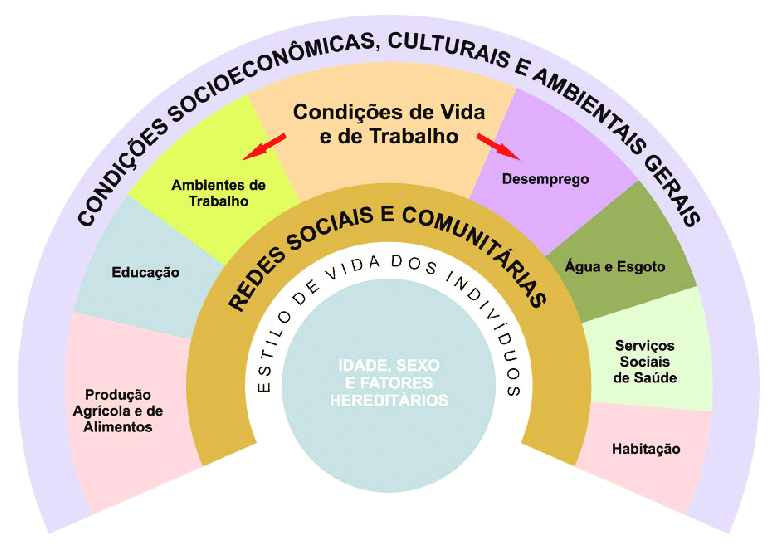 CONDIÇÕES SOCIOECONÔMICAS, CULTURAIS E AMBIENTAIS GERAIS
Condições de Vida
e de Trabalho
Ambientes de
Trabalho
Desemprego
Educação
Água e Esgoto
Produção
Agrícola e de
Alimentos
Serviços
Sociais
de Saúde
Habitação
REDES SOCIAIS E COMUNITÁRIAS
ESTILO DE VIDA DOS INDIVÍDUOS
IDADE, SEXO
E FATORES
HEREDITÁRIOS